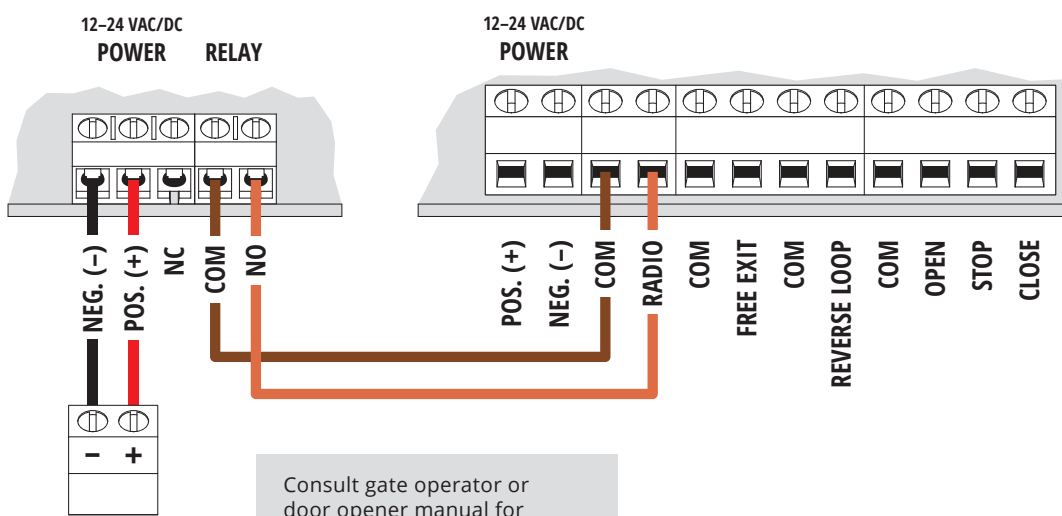 12–24 VAC/DC
POWER RELAY
12–24 VAC/DC
POWER
NEG. (–)
POS. (+)
NC
COM
NO
POS. (+)
NEG. (–)
COM
RADIO
COM
FREE EXIT
COM
REVERSE LOOP
COM
OPEN
STOP
CLOSE
– +
Consult gate operator or
door opener manual for